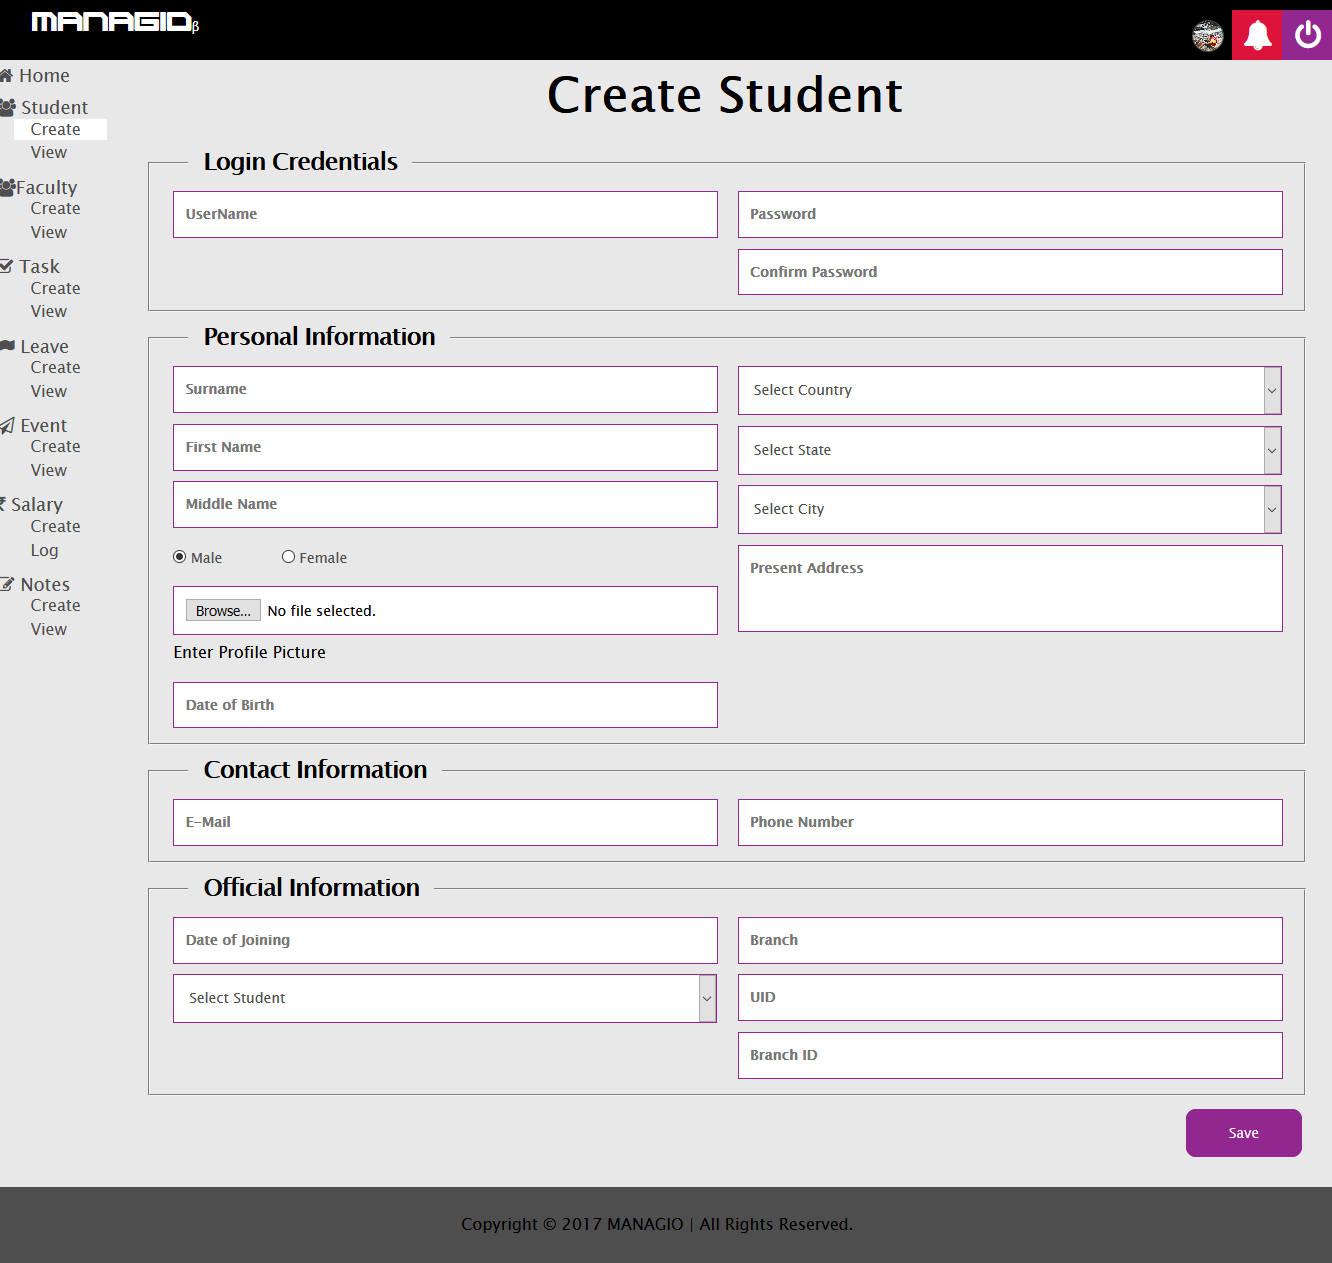 MANAGIOβ
Home
Student
Create
View
Faculty
Create
View
Task
Create
View
Leave
Create
View
Event
Create
View
Salary
Create
Log
Notes
Create
View
Create Student
Login Credentials
UserName
Password
Confirm Password
Personal Information
Surname
First Name
Middle Name
Male Female
Browse... No file selected.
Enter Profile Picture
Date of Birth
Select Country
Select State
Select City
Present Address
Contact Information
E-Mail
Phone Number
Official Information
Date of Joining
Select Student
Branch
UID
Branch ID
Save
Copyright © 2017 MANAGIO | All Rights Reserved.